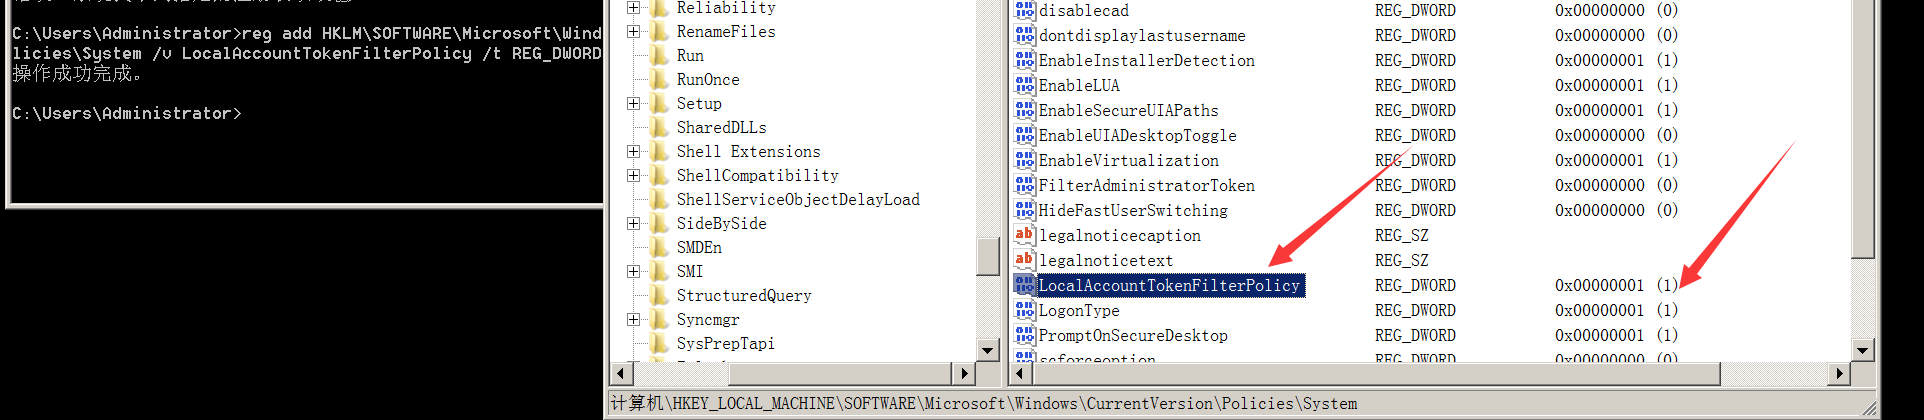 C:\Users\Administrator>reg add HKLM\SOFTWARE\Microsoft\Wind
licies\System /v LocalAccountTokenFilterPolicy /t REG_DWORD
操作成功完成。
C:\Users\Administrator>
Reliability
RenameFiles
Run
RunOnce
Setup
SharedDLLs
Shell Extensions
ShellCompatibility
ShellServiceObjectDelayLoad
SideBySide
SMDEn
SMI
StructuredQuery
Syncmgr
SysPrepTapi
disablecad REG_DWORD 0x00000000 (0)
dontdisplaylastusername REG_DWORD 0x00000000 (0)
EnableInstallerDetection REG_DWORD 0x00000001 (1)
EnableLUA REG_DWORD 0x00000001 (1)
EnableSecureUIAPaths REG_DWORD 0x00000001 (1)
EnableUIADesktopToggle REG_DWORD 0x00000000 (0)
EnableVirtualization REG_DWORD 0x00000001 (1)
FilterAdministratorToken REG_DWORD 0x00000000 (0)
HideFastUserSwitching REG_DWORD 0x00000000 (0)
legalnoticecaption REG_SZ
legalnoticetext REG_SZ
LocalAccountTokenFilterPolicy REG_DWORD 0x00000001 (1)
LogonType REG_DWORD 0x00000001 (1)
PromptOnSecureDesktop REG_DWORD 0x00000001 (1)
scforceoption REG_DWORD 0x00000000 (0)
计算机\HKEY_LOCAL_MACHINE\SOFTWARE\Microsoft\Windows\CurrentVersion\Policies\System